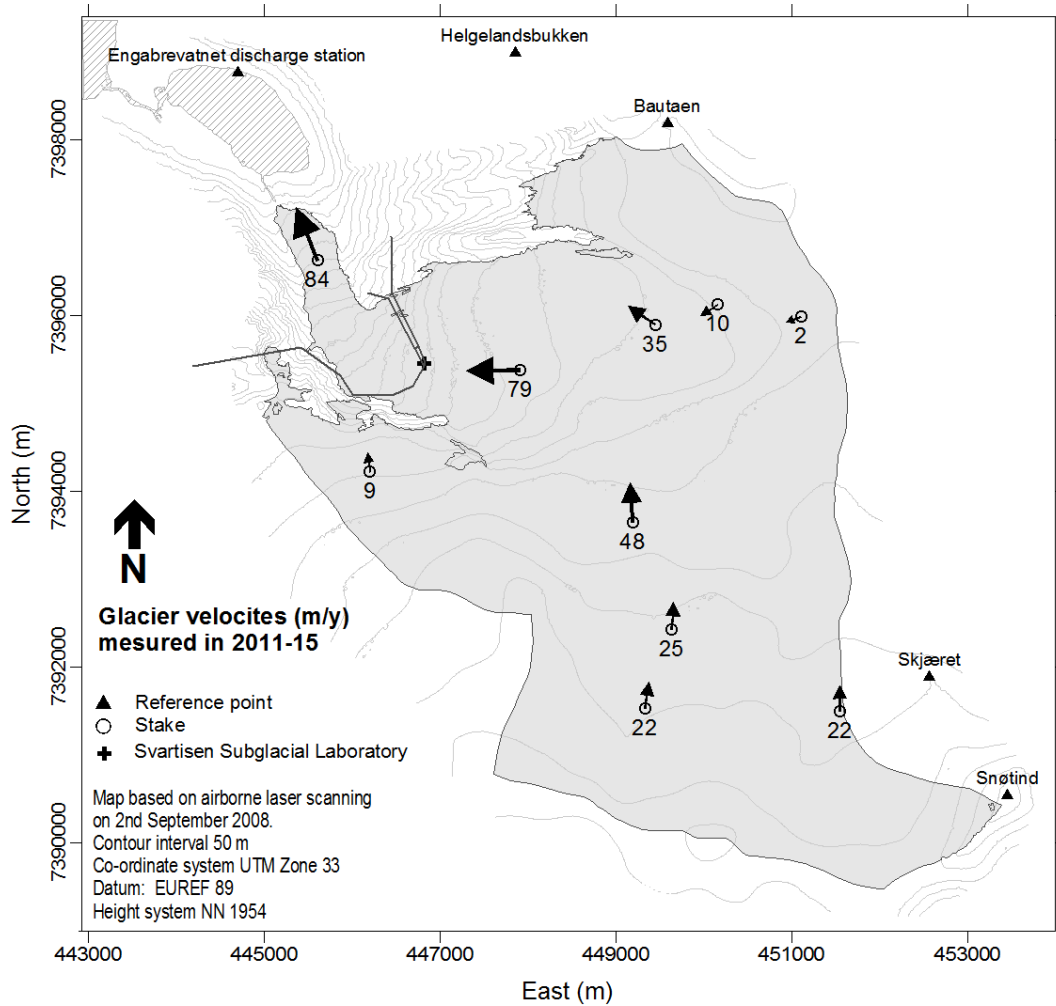 Helgelandsbukken
Engabrevatnet discharge station
Bautaen
7398000
84
7396000
10
2
35
79
9
7394000
48
North (m)
N
Glacier velocites (m/y)
mesured in 2011-15
25
7392000
Skjæret
Reference point
Stake
22
22
Svartisen Subglacial Laboratory
Snøtind
Map based on airborne laser scanning
on 2nd September 2008.
Contour interval 50 m
Co-ordinate system UTM Zone 33
Datum: EUREF 89
Height system NN 1954
7390000
443000
445000
447000
449000
451000
453000
East (m)